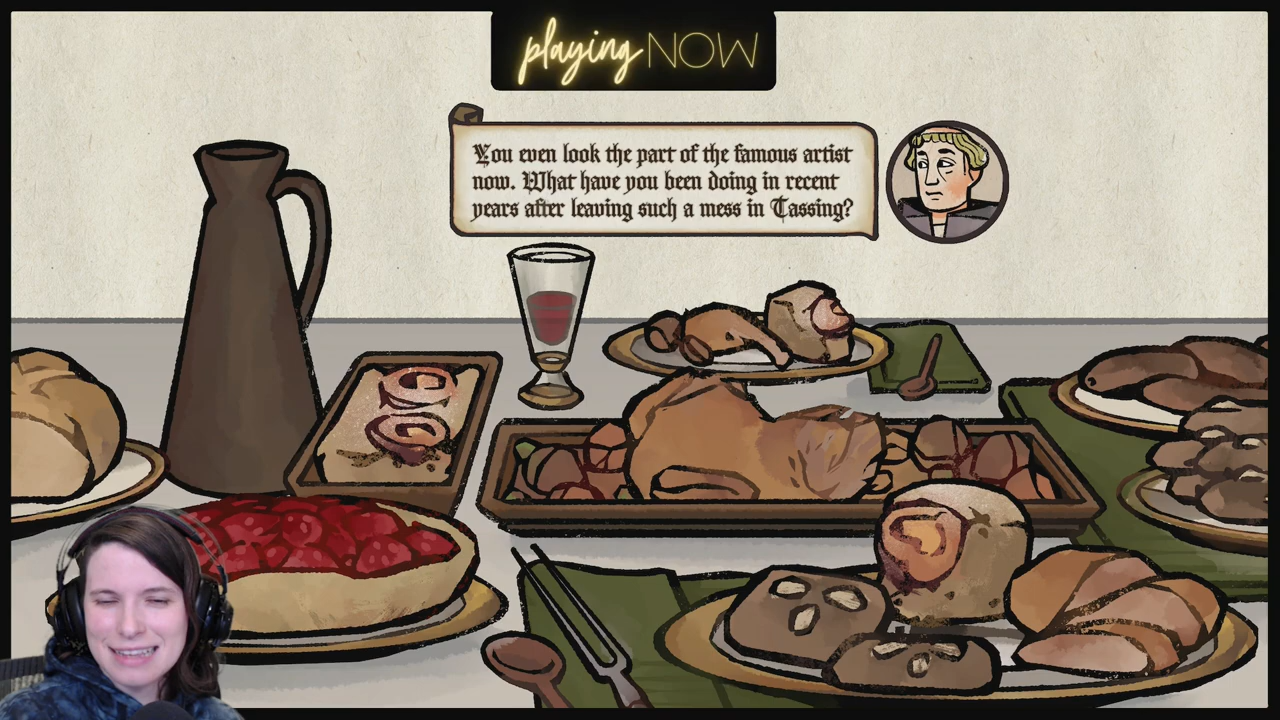 playing NOW
You even look the part of the famous artist
now. What have you been doing in recent
years after leaving such a mess in Tassing?